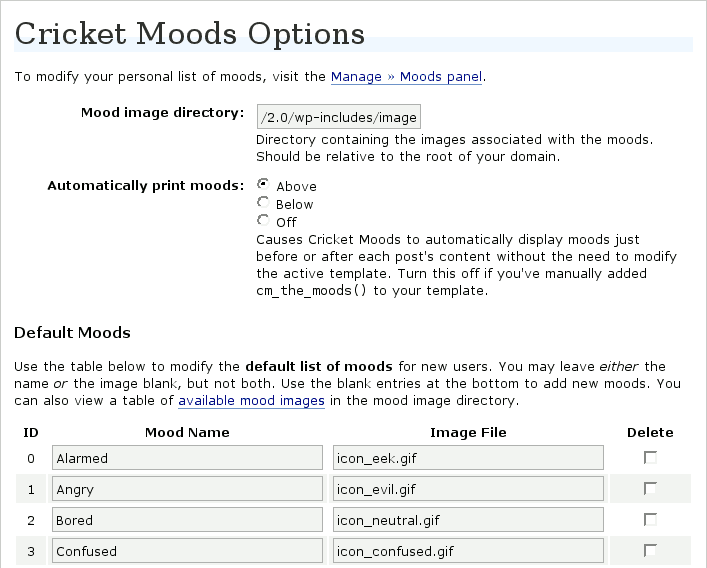 Cricket Moods Options
To modify your personal list of moods, visit the Manage » Moods panel.
Mood image directory: /2.0/wp-includes/image
Directory containing the images associated with the moods.
Should be relative to the root of your domain.
Automatically print moods: Above
Below
Off
Causes Cricket Moods to automatically display moods just
before or after each post's content without the need to modify
the active template. Turn this off if you've manually added
cm_the_moods() to your template.
Default Moods
Use the table below to modify the default list of moods for new users. You may leave either the
name or the image blank, but not both. Use the blank entries at the bottom to add new moods. You
can also view a table of available mood images in the mood image directory.
ID Mood Name Image File Delete
0 Alarmed icon_eek.gif
1 Angry icon_evil.gif
2 Bored icon_neutral.gif
3 Confused icon_confused.gif